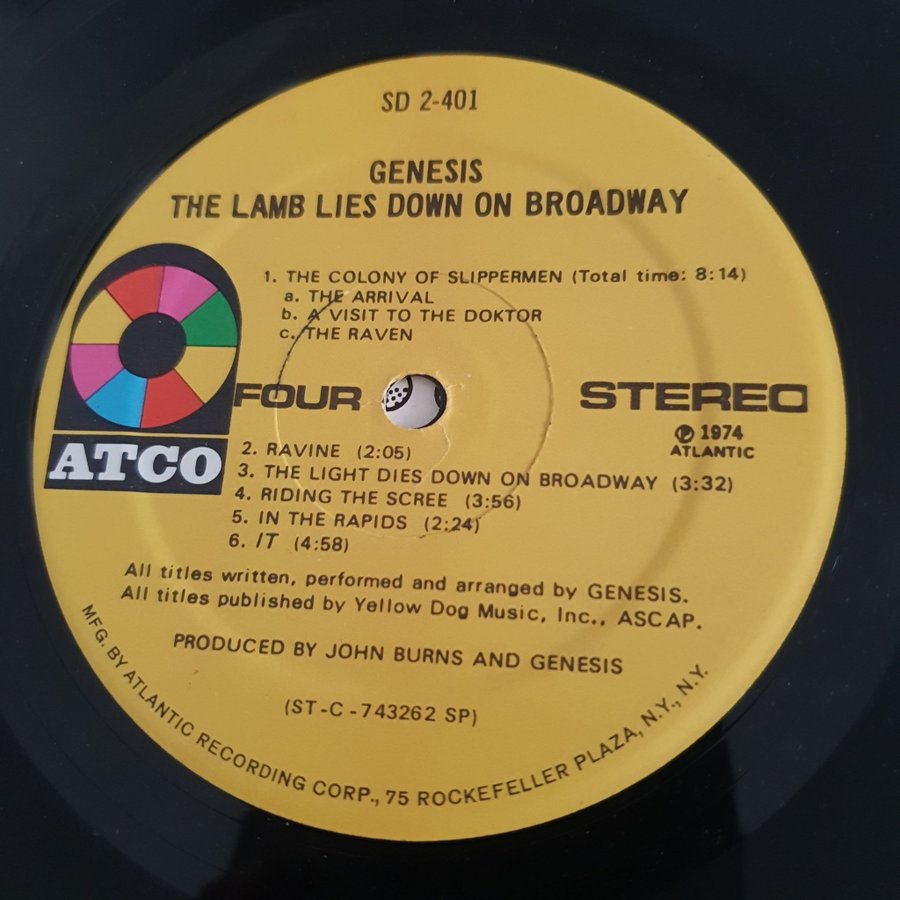 SD 2-401
GENESIS
THE LAMB LIES DOWN ON BROADWAY
1. THE COLONY OF SLIPPERMEN (Total time: 8:14)
a. THE ARRIVAL
b. A VISIT TO THE DOKTOR
c. THE RAVEN
FOUR
STEREO
ATCO
℗ 1974
ATLANTIC
2. RAVINE (2:05)
3. THE LIGHT DIES DOWN ON BROADWAY (3:32)
4. RIDING THE SCREE (3:56)
5. IN THE RAPIDS (2:24)
6. IT (4:58)
All titles written, performed and arranged by GENESIS.
All titles published by Yellow Dog Music, Inc., ASCAP.
PRODUCED BY JOHN BURNS AND GENESIS
(ST-C-743262 SP)
MFG. BY ATLANTIC RECORDING CORP., 75 ROCKEFELLER PLAZA, N.Y., N.Y.